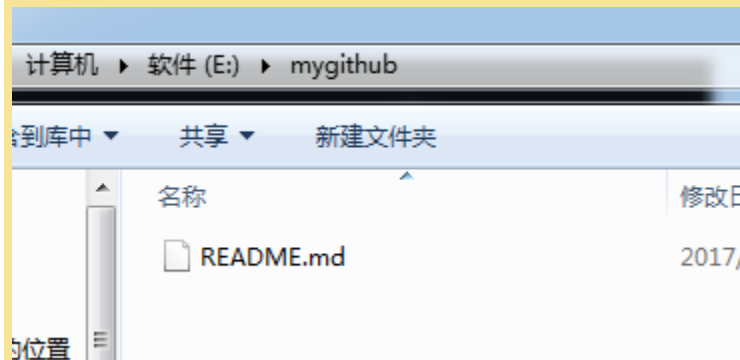 计算机 ▸ 软件 (E:) ▸ mygithub
含到库中 ▼ 共享 ▼ 新建文件夹
名称 修改日
README.md 2017/
的位置